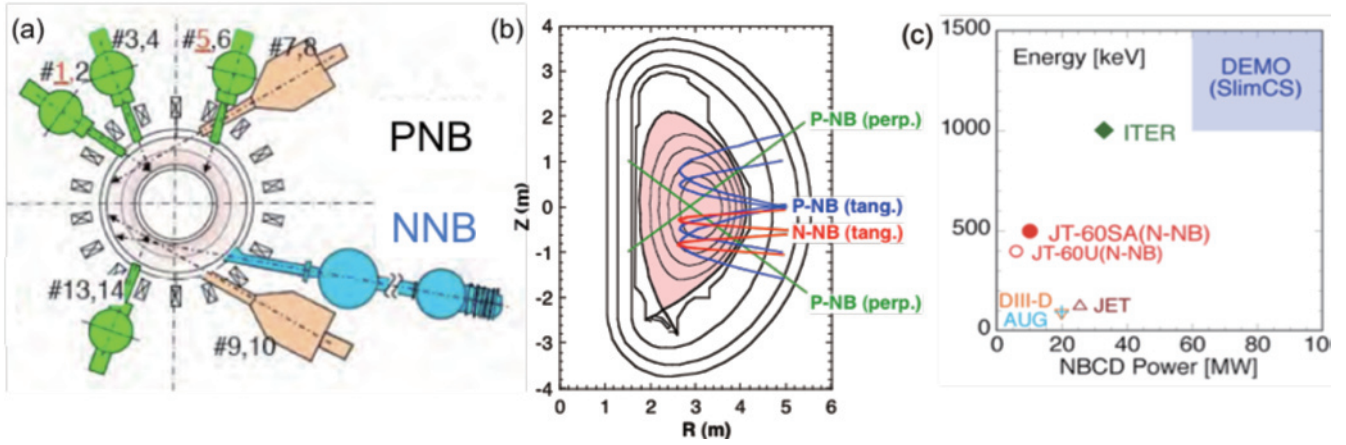 (a)
#3,4
#5,6
#7,8
#1,2
PNB
NNB
#13,14
#9,10
(b)
4
3
2
1
0
-1
-2
-3
-4
Z (m)
0 1 2 3 4 5 6
R (m)
P-NB (perp.)
P-NB (tang.)
N-NB (tang.)
P-NB (perp.)
(c)
1500
1000
500
0
Energy [keV]
DEMO
(SlimCS)
ITER
JT-60SA(N-NB)
JT-60U(N-NB)
DIII-D
AUG
JET
0 20 40 60 80 100
NBCD Power [MW]